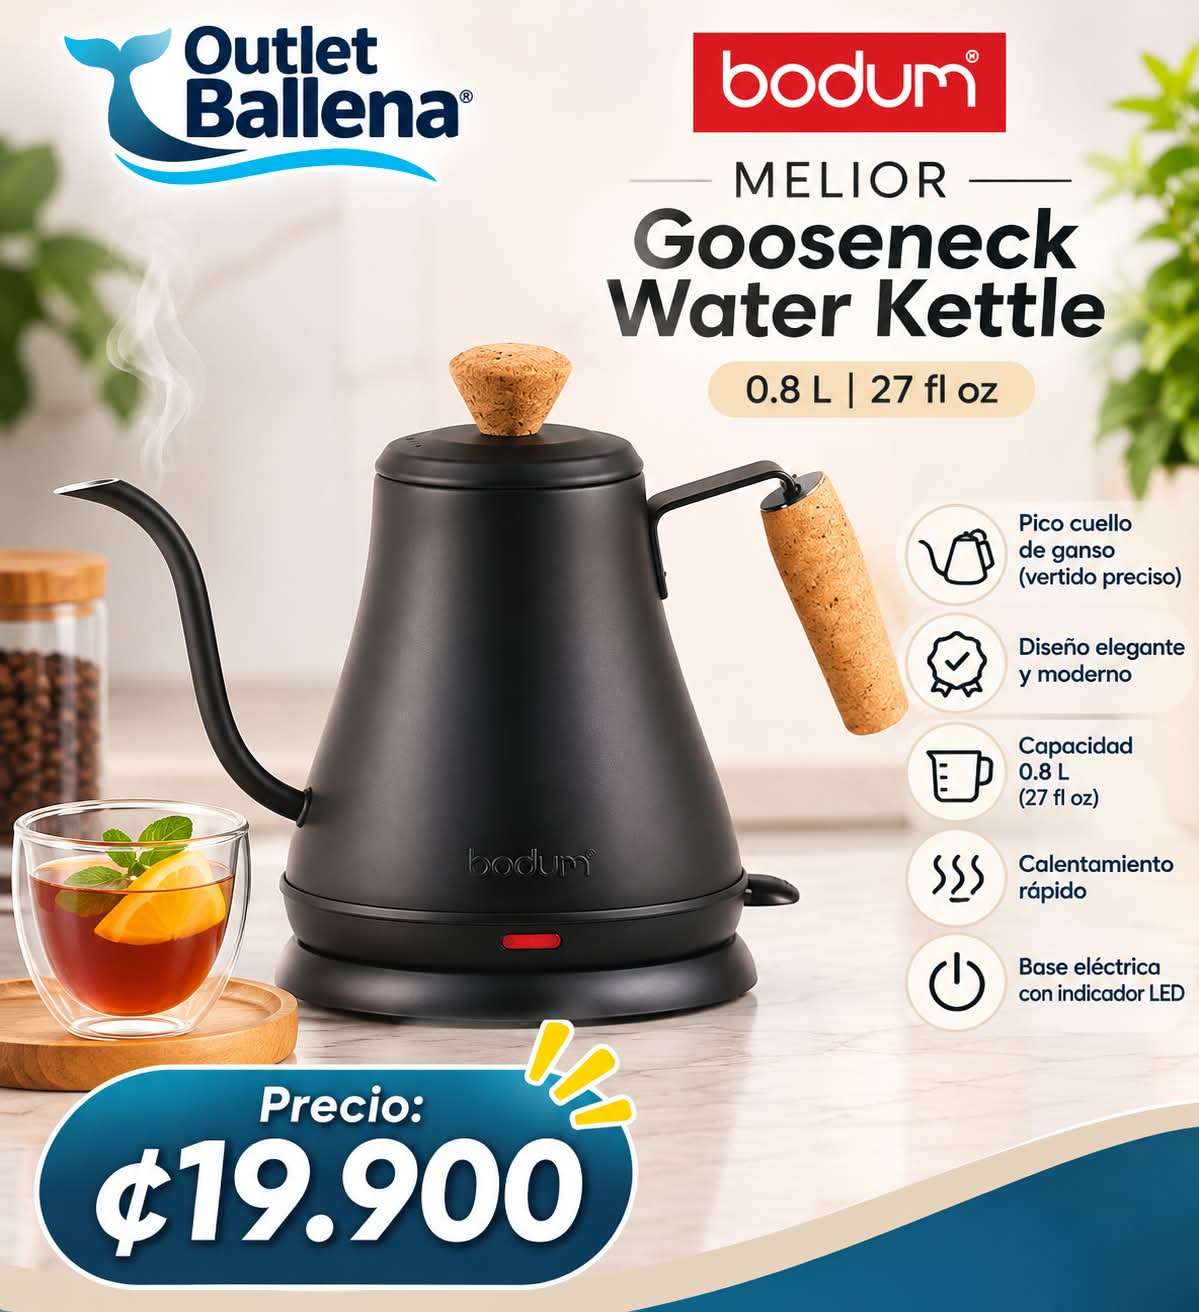 Outlet
Ballena®
bodum®
MELIOR
Gooseneck
Water Kettle
0.8 L | 27 fl oz
Pico cuello
de ganso
(vertido preciso)
Diseño elegante
y moderno
Capacidad
0.8 L
(27 fl oz)
Calentamiento
rápido
bodum®
Base eléctrica
con indicador LED
Precio:
₡19.900